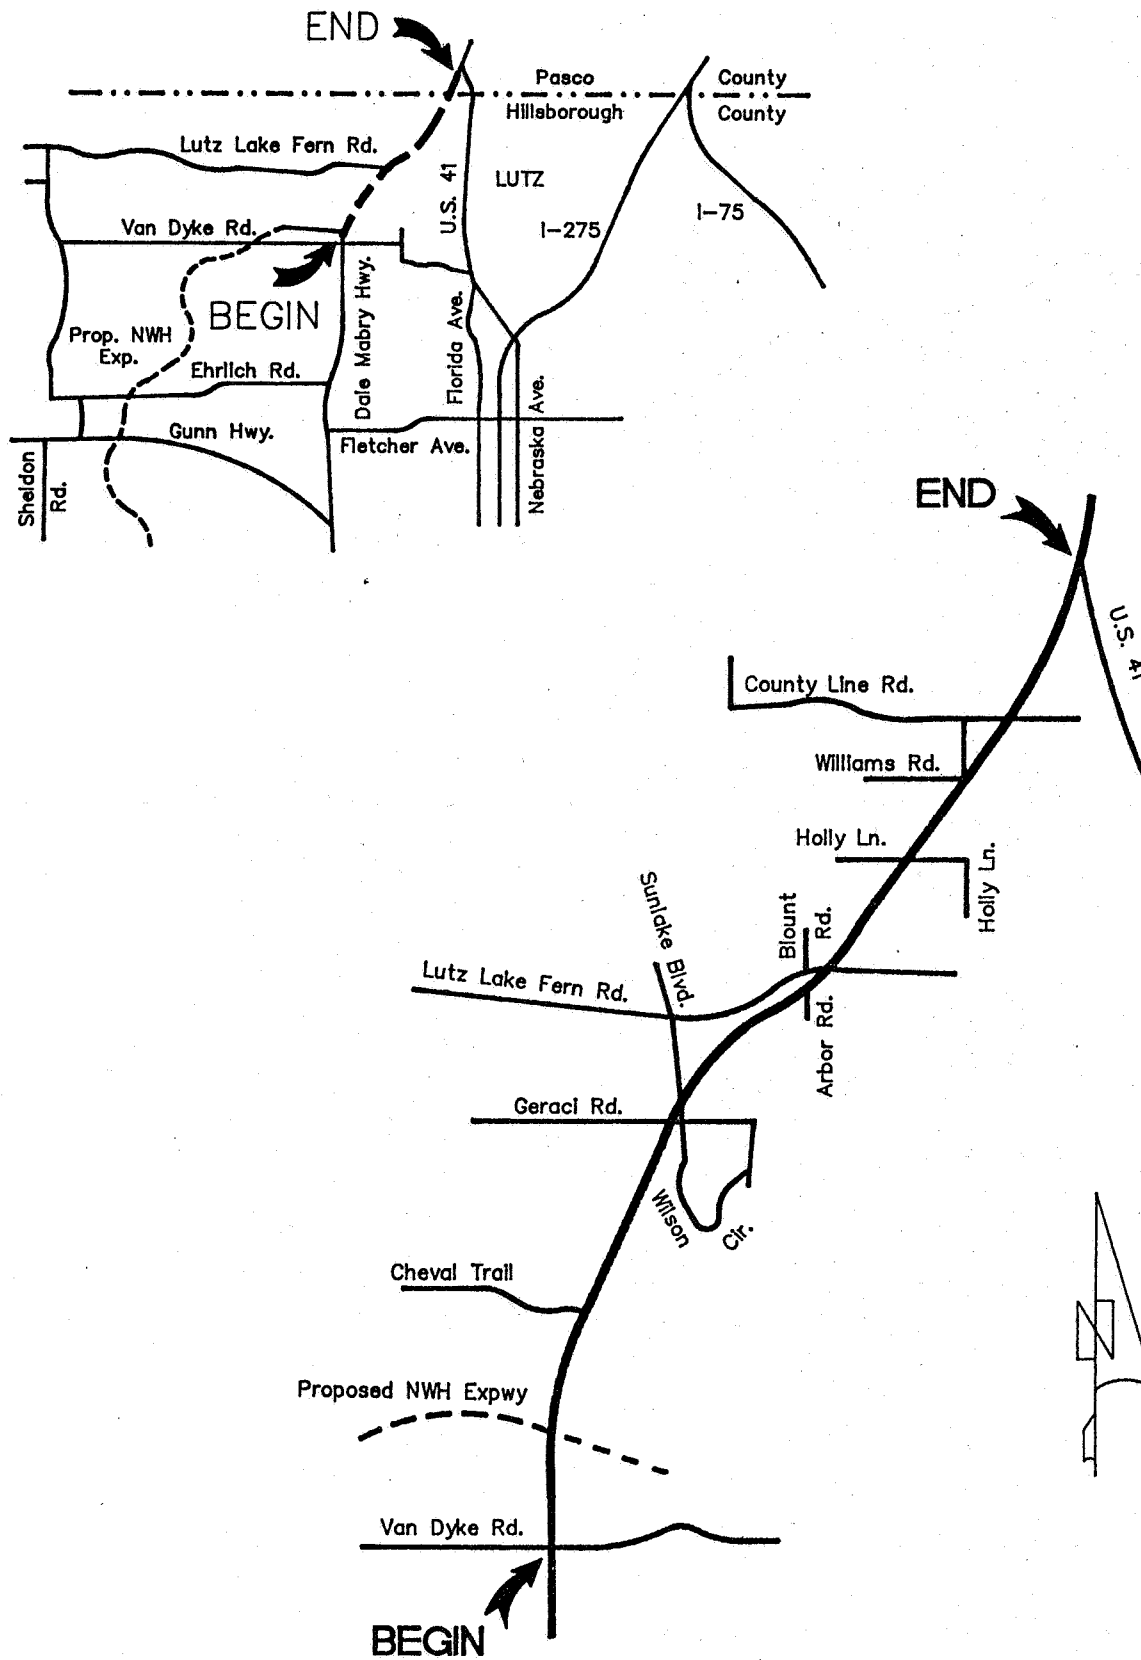 END
Pasco County
Hillsborough County
Lutz Lake Fern Rd.
U.S. 41
LUTZ
I-275
I-75
Van Dyke Rd.
BEGIN
Dale Mabry Hwy.
Florida Ave.
Prop. NWH
Exp.
Ehrlich Rd.
Gunn Hwy.
Fletcher Ave.
Nebraska Ave.
Sheldon
Rd.
END
U.S. 41
County Line Rd.
Williams Rd.
Holly Ln.
Holly Ln.
Blount
Rd.
Sunlake Blvd.
Lutz Lake Fern Rd.
Arbor Rd.
Geraci Rd.
Wilson Cir.
Cheval Trail
Proposed NWH Expwy
Van Dyke Rd.
BEGIN
N